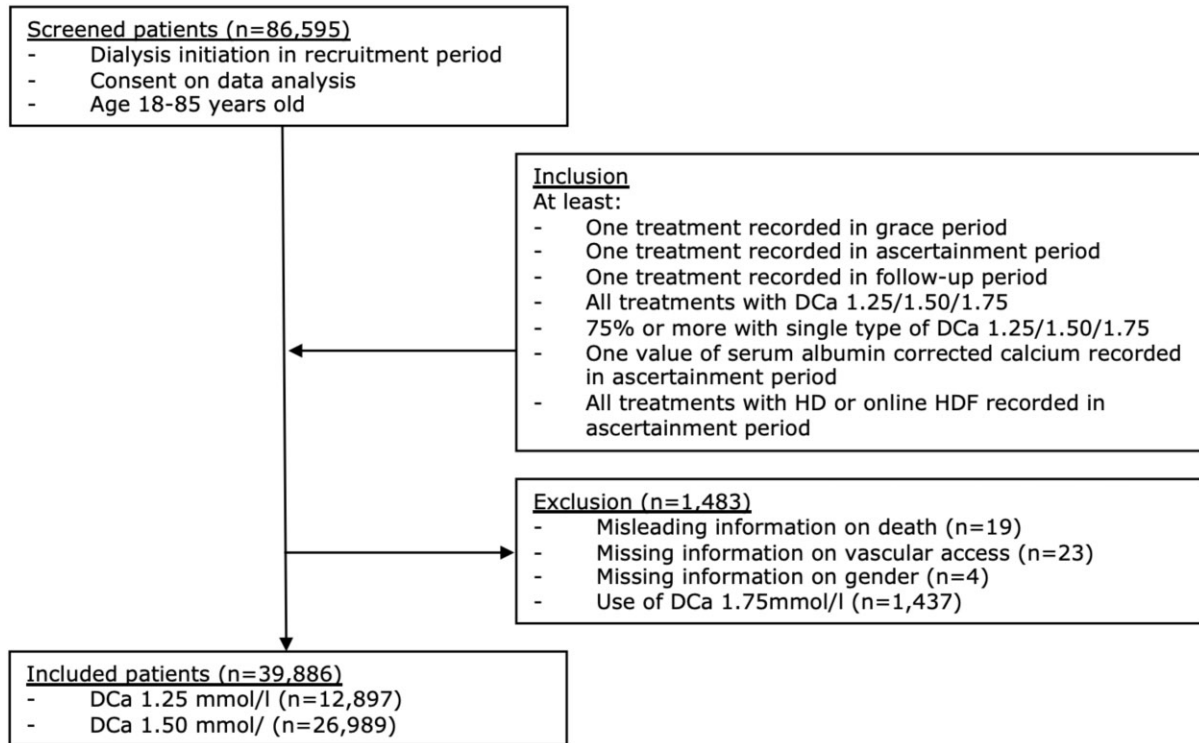 Screened patients (n=86,595)
- Dialysis initiation in recruitment period
- Consent on data analysis
- Age 18-85 years old
Inclusion
At least:
- One treatment recorded in grace period
- One treatment recorded in ascertainment period
- One treatment recorded in follow-up period
- All treatments with DCa 1.25/1.50/1.75
- 75% or more with single type of DCa 1.25/1.50/1.75
- One value of serum albumin corrected calcium recorded
in ascertainment period
- All treatments with HD or online HDF recorded in
ascertainment period
Exclusion (n=1,483)
- Misleading information on death (n=19)
- Missing information on vascular access (n=23)
- Missing information on gender (n=4)
- Use of DCa 1.75mmol/l (n=1,437)
Included patients (n=39,886)
- DCa 1.25 mmol/l (n=12,897)
- DCa 1.50 mmol/ (n=26,989)